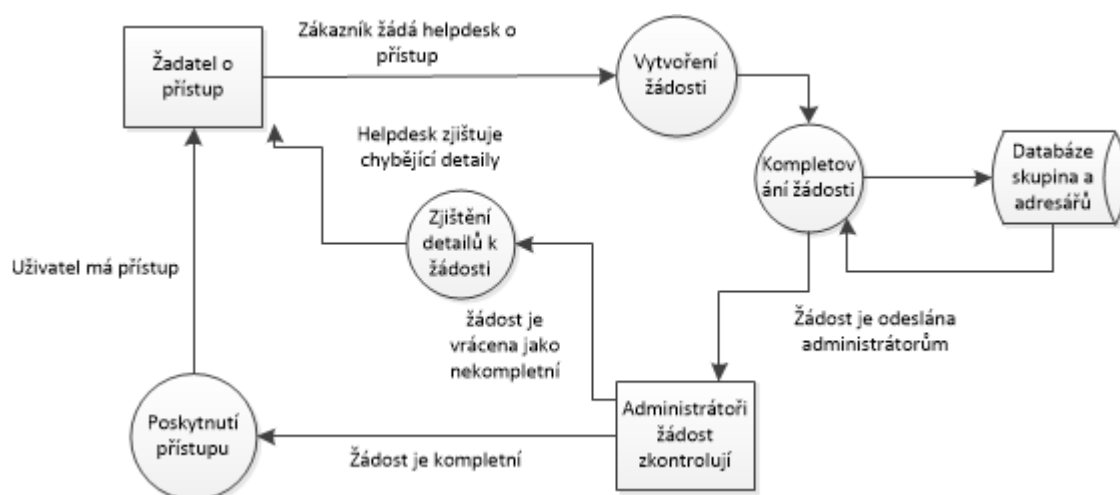 Zákazník žádá helpdesk o
přístup
Žadatel o
přístup
Vytvoření
žádosti
Helpdesk zjištuje
chybějící detaily
Kompletov
ání žádosti
Databáze
skupina a
adresářů
Zjištění
detailů k
žádosti
Uživatel má přístup
žádost je
vrácena jako
nekompletní
Žádost je odeslána
administrátorům
Poskytnutí
přístupu
Administrátoři
žádost
zkontrolují
Žádost je kompletní